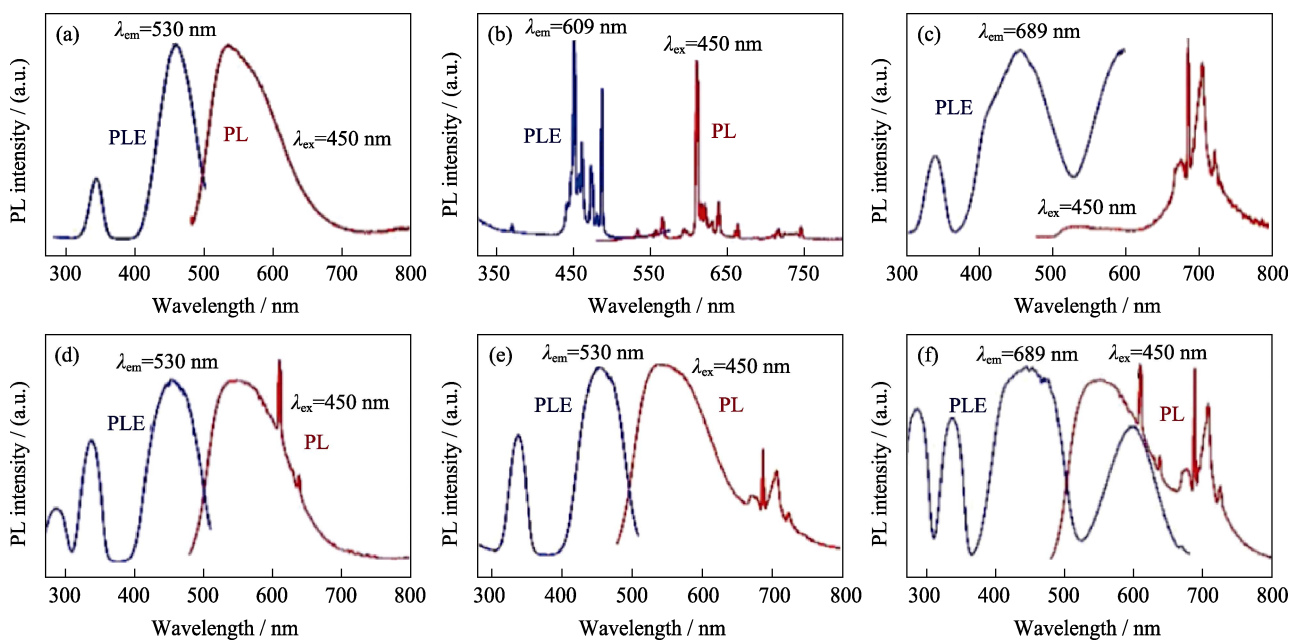 (a)
λem=530 nm
PLE
PL
λex=450 nm
PL intensity / (a.u.)
300 400 500 600 700 800
Wavelength / nm
(b)
λem=609 nm
λex=450 nm
PLE
PL
PL intensity / (a.u.)
350 450 550 650 750
Wavelength / nm
(c)
λem=689 nm
PLE
λex=450 nm
PL intensity / (a.u.)
300 400 500 600 700 800
Wavelength / nm
(d)
λem=530 nm
PLE
λex=450 nm
PL
PL intensity / (a.u.)
300 400 500 600 700 800
Wavelength / nm
(e)
λem=530 nm
λex=450 nm
PLE
PL
PL intensity / (a.u.)
300 400 500 600 700 800
Wavelength / nm
(f)
λem=689 nm
λex=450 nm
PLE
PL
PL intensity / (a.u.)
300 400 500 600 700 800
Wavelength / nm